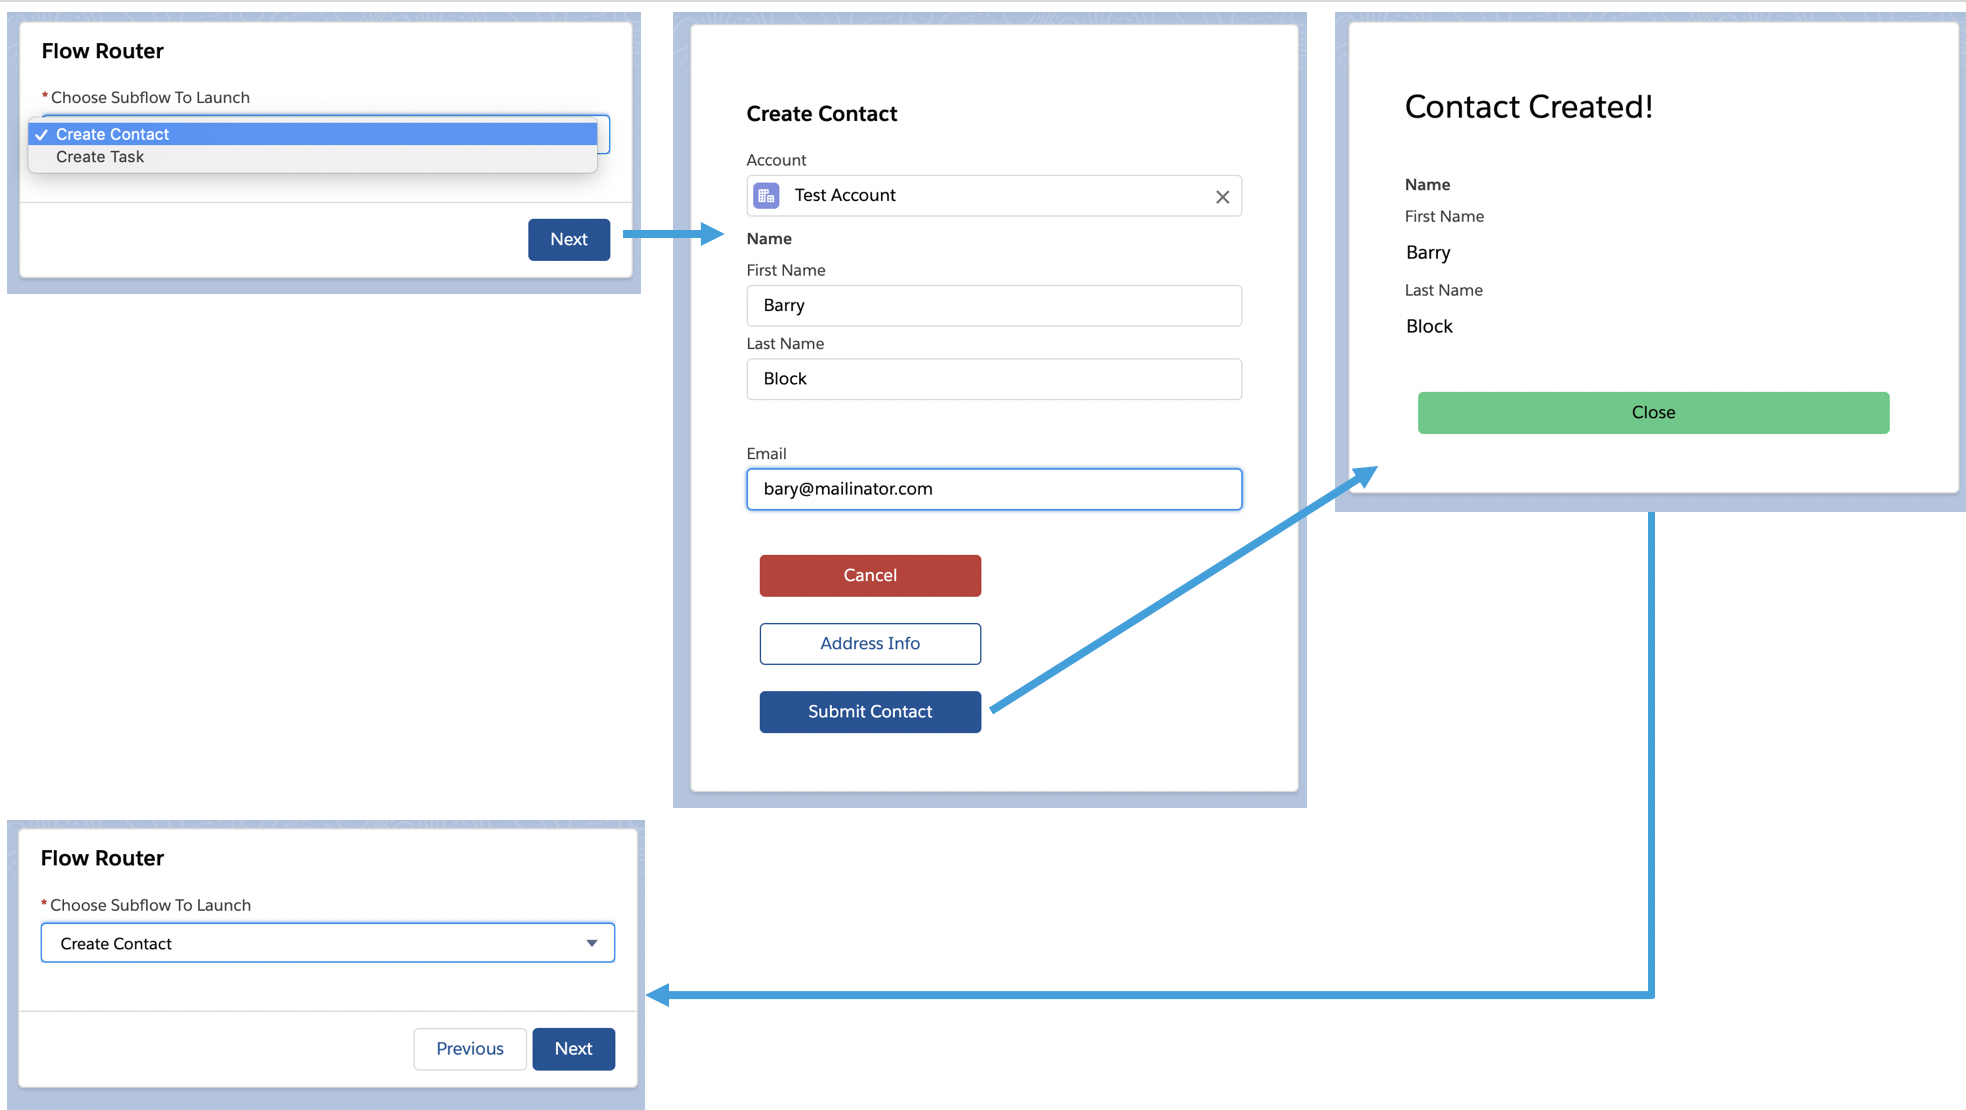 Flow Router
* Choose Subflow To Launch
✓ Create Contact
Create Task
Next
Create Contact
Account
Test Account
Name
First Name
Barry
Last Name
Block
Email
bary@mailinator.com
Cancel
Address Info
Submit Contact
Contact Created!
Name
First Name
Barry
Last Name
Block
Close
Flow Router
* Choose Subflow To Launch
Create Contact
Previous
Next